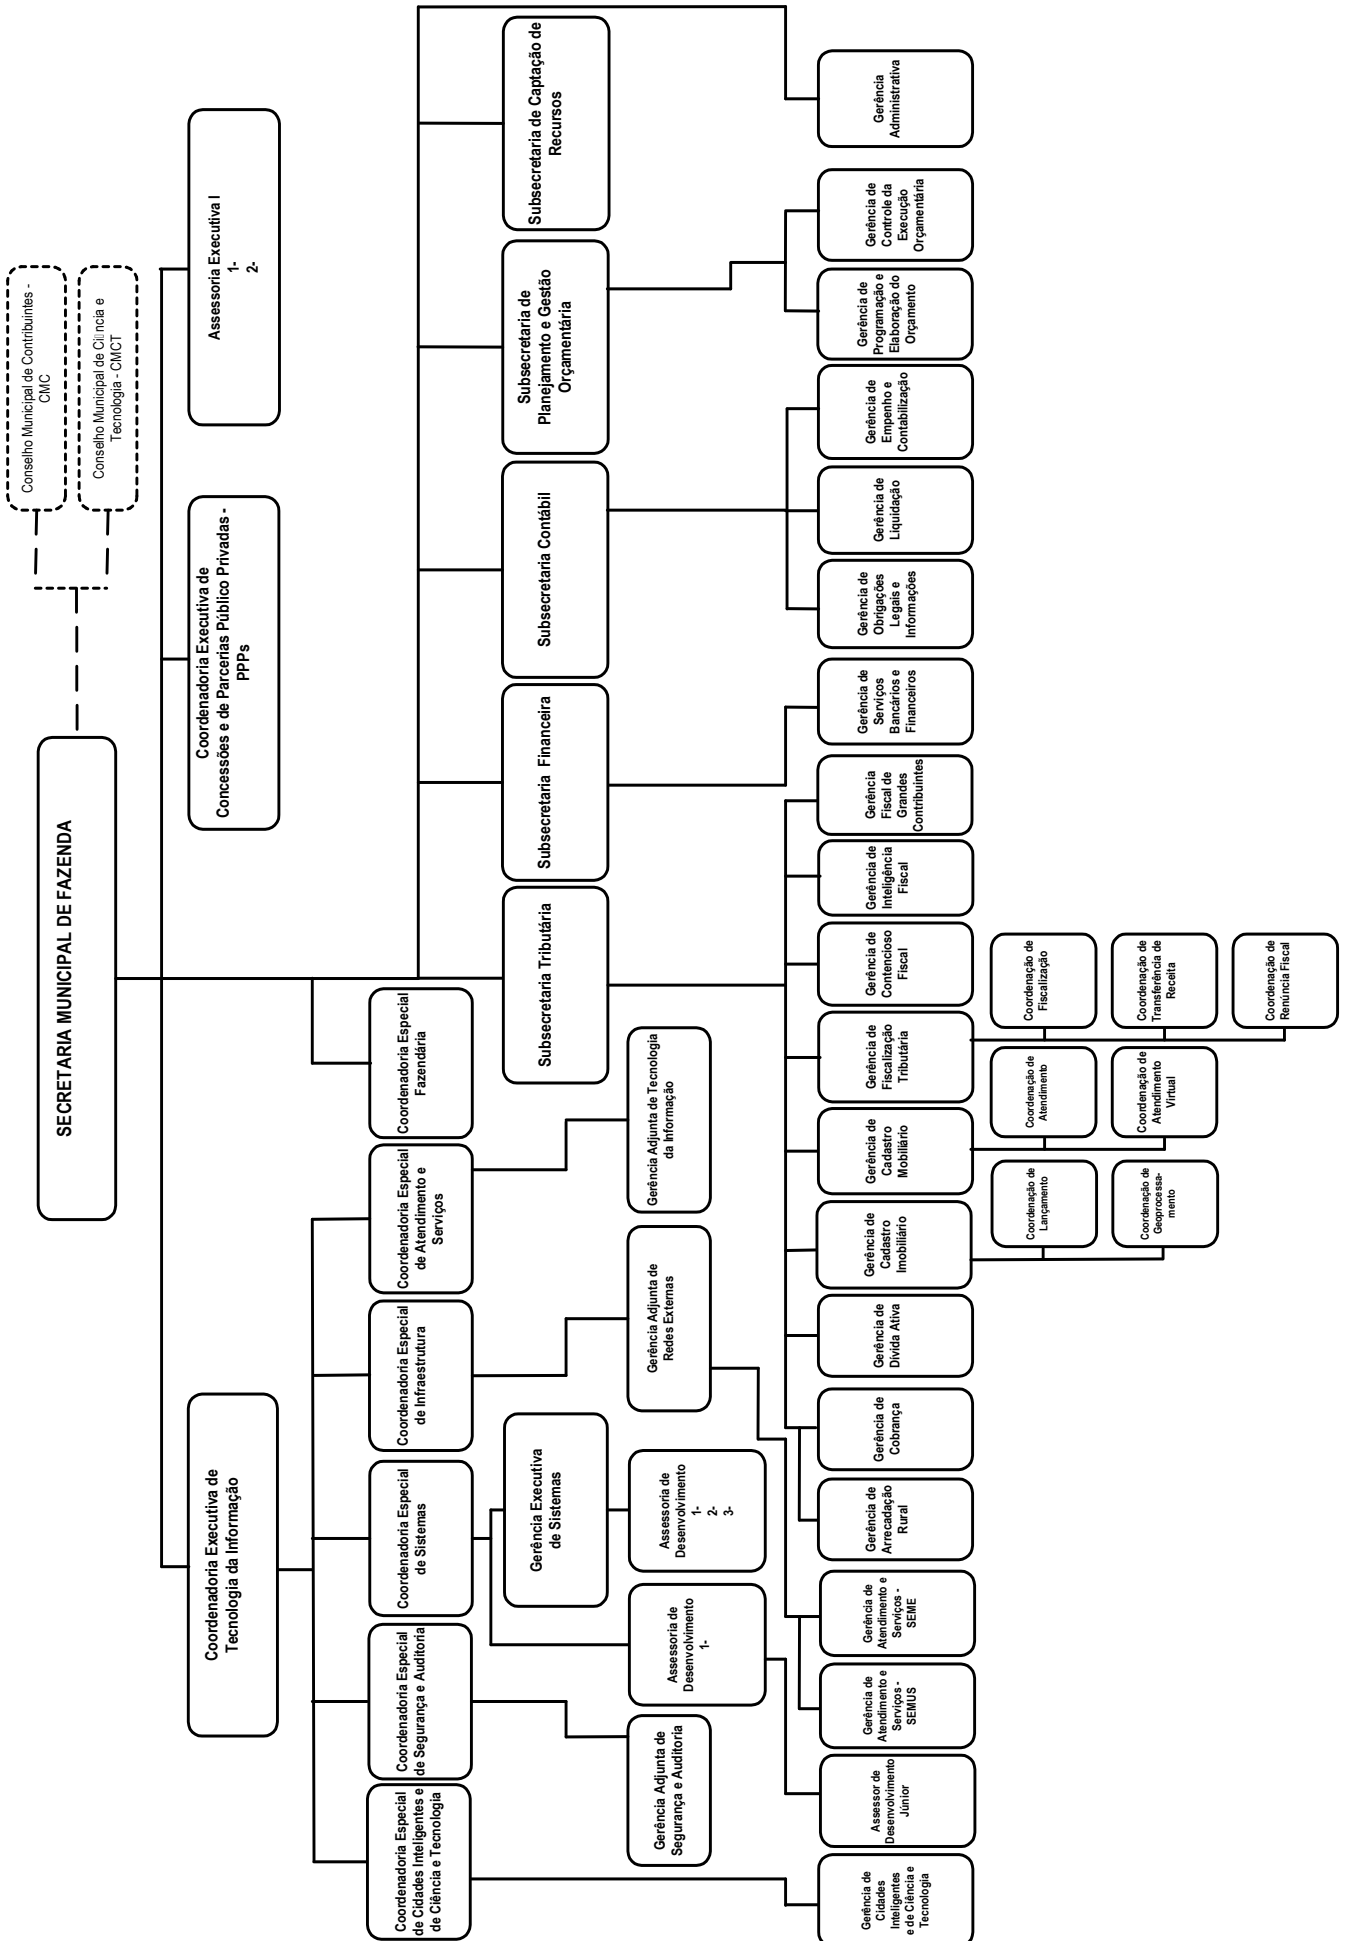 Conselho Municipal de Contribuintes -
CMC
Conselho Municipal de Ci ncia e
Tecnologia - CMCT
SECRETARIA MUNICIPAL DE FAZENDA
Coordenadoria Executiva de
Tecnologia da Informação
Coordenadoria Executiva de
Concessões e de Parcerias Público Privadas -
PPPs
Assessoria Executiva I
1-
2-
Coordenadoria Especial
de Cidades Inteligentes e
de Ciência e Tecnologia
Coordenadoria Especial
de Segurança e Auditoria
Coordenadoria Especial
de Sistemas
Coordenadoria Especial
de Infraestrutura
Coordenadoria Especial
de Atendimento e
Serviços
Coordenadoria Especial
Fazendária
Gerência Executiva
de Sistemas
Subsecretaria Tributária
Subsecretaria Financeira
Subsecretaria Contábil
Subsecretaria de
Planejamento e Gestão
Orçamentária
Subsecretaria de Captação de
Recursos
Gerência Adjunta de
Segurança e Auditoria
Assessoria de
Desenvolvimento
1-
Assessoria de
Desenvolvimento
1-
2-
3-
Gerência Adjunta de
Redes Externas
Gerência Adjunta de Tecnologia
da Informação
Gerência de
Cidades
Inteligentes
e de Ciência e
Tecnologia
Assessor de
Desenvolvimento
Júnior
Gerência de
Atendimento e
Serviços -
SEMUS
Gerência de
Atendimento e
Serviços -
SEME
Gerência de
Arrecadação
Rural
Gerência de
Cobrança
Gerência de
Dívida Ativa
Gerência de
Cadastro
Imobiliário
Gerência de
Cadastro
Mobiliário
Gerência de
Fiscalização
Tributária
Gerência de
Contencioso
Fiscal
Gerência de
Inteligência
Fiscal
Gerência
Fiscal de
Grandes
Contribuintes
Gerência de
Serviços
Bancários e
Financeiros
Gerência de
Obrigações
Legais e
Informações
Gerência de
Liquidação
Gerência de
Empenho e
Contabilização
Gerência de
Programação e
Elaboração do
Orçamento
Gerência de
Controle da
Execução
Orçamentária
Gerência
Administrativa
Coordenação de
Lançamento
Coordenação de
Atendimento
Coordenação de
Fiscalização
Coordenação de
Geoprocessa-
mento
Coordenação de
Atendimento
Virtual
Coordenação de
Transferência de
Receita
Coordenação de
Renúncia Fiscal